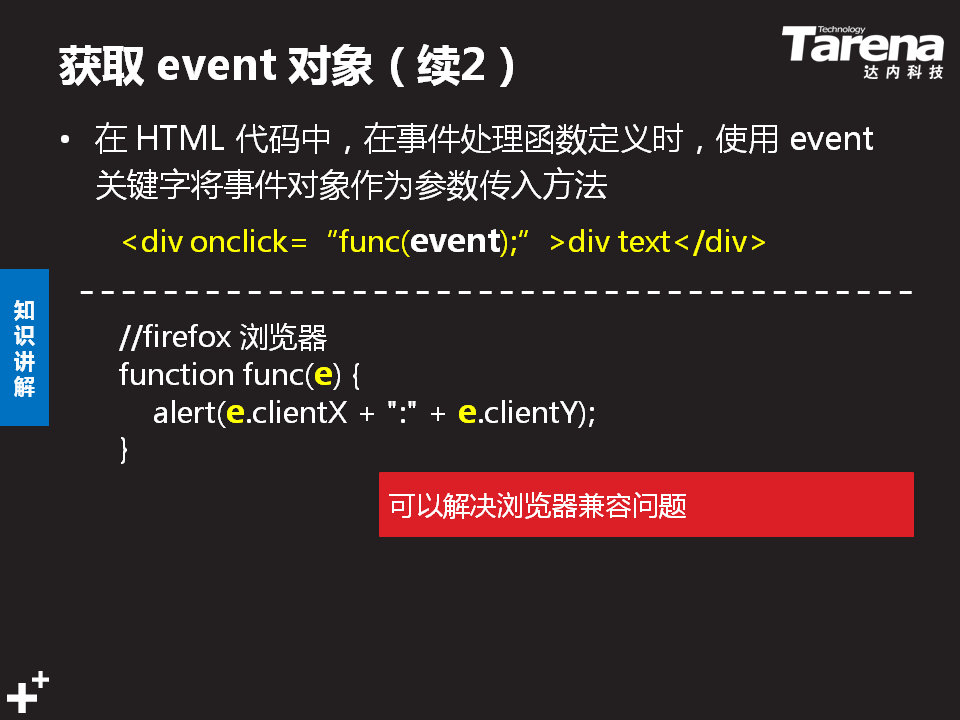 获取 event 对象（续2）
Technology
Tarena
达内科技
• 在 HTML 代码中，在事件处理函数定义时，使用 event
关键字将事件对象作为参数传入方法
<div onclick=“func(event);”>div text</div>
知识讲解
//firefox 浏览器
function func(e) {
alert(e.clientX + ":" + e.clientY);
}
可以解决浏览器兼容问题